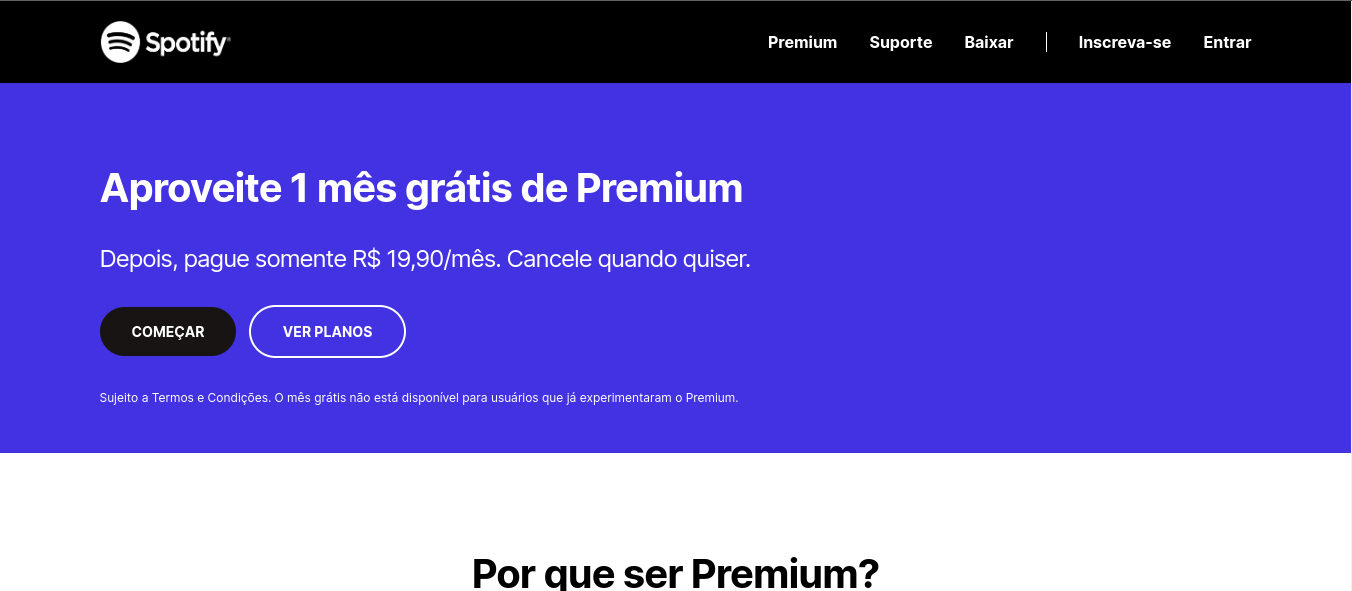 Spotify
Premium Suporte Baixar Inscreva-se Entrar
Aproveite 1 mês grátis de Premium
Depois, pague somente R$ 19,90/mês. Cancele quando quiser.
COMEÇAR VER PLANOS
Sujeito a Termos e Condições. O mês grátis não está disponível para usuários que já experimentaram o Premium.
Por que ser Premium?